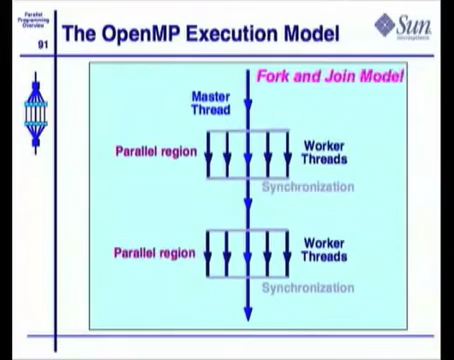 Parallel
Programming
Overview
91
The OpenMP Execution Model
Sun
microsystems
Fork and Join Model
Master
Thread
Parallel region
Worker
Threads
Synchronization
Parallel region
Worker
Threads
Synchronization